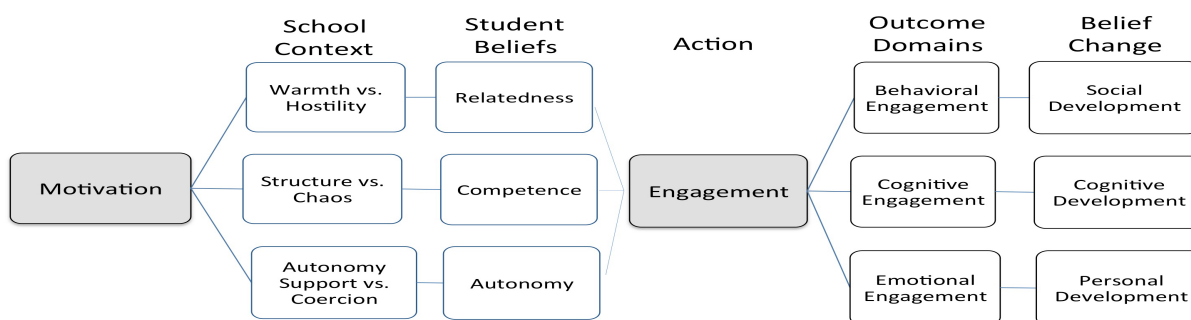 School
Context
Student
Beliefs
Action
Outcome
Domains
Belief
Change
Warmth vs.
Hostility
Relatedness
Behavioral
Engagement
Social
Development
Motivation
Structure vs.
Chaos
Competence
Engagement
Cognitive
Engagement
Cognitive
Development
Autonomy
Support vs.
Coercion
Autonomy
Emotional
Engagement
Personal
Development